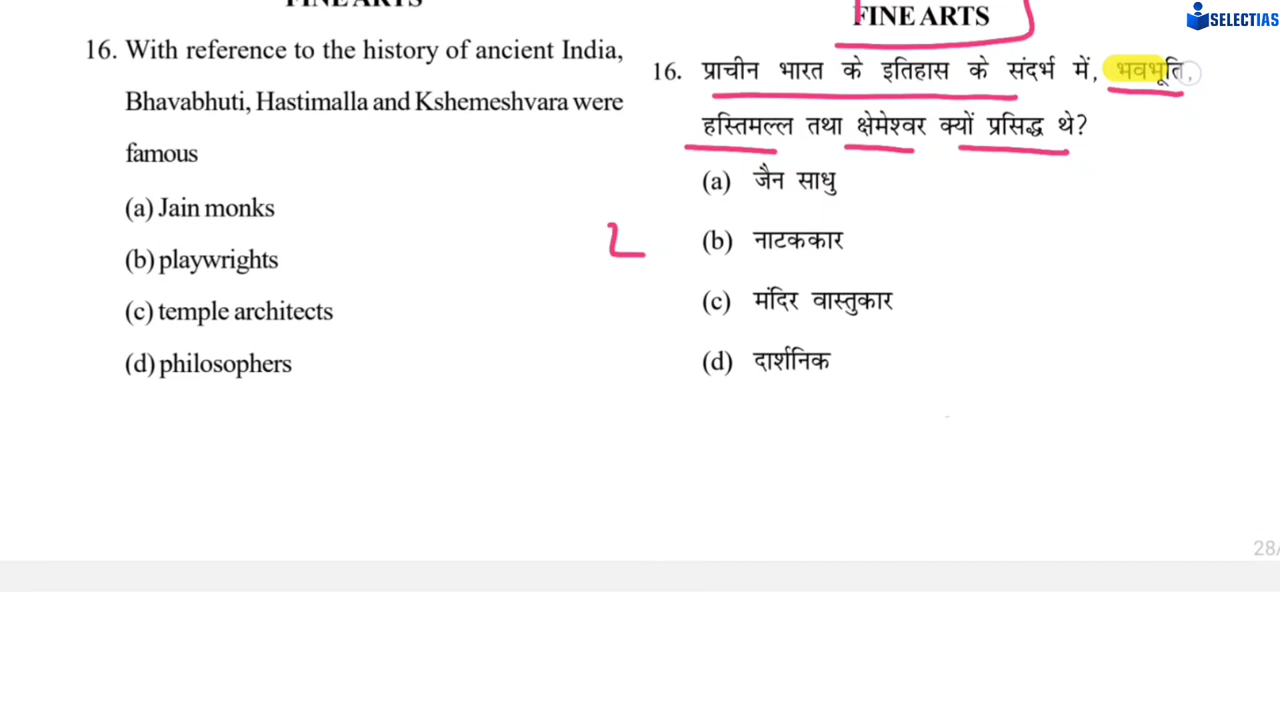 FINE ARTS
16. With reference to the history of ancient India,
Bhavabhuti, Hastimalla and Kshemeshvara were
famous
(a) Jain monks
(b) playwrights
(c) temple architects
(d) philosophers
FINE ARTS
16. प्राचीन भारत के इतिहास के संदर्भ में, भवभूति,
हस्तिमल्ल तथा क्षेमेश्वर क्यों प्रसिद्ध थे?
(a) जैन साधु
(b) नाटककार
(c) मंदिर वास्तुकार
(d) दार्शनिक
SELECTIAS
28/